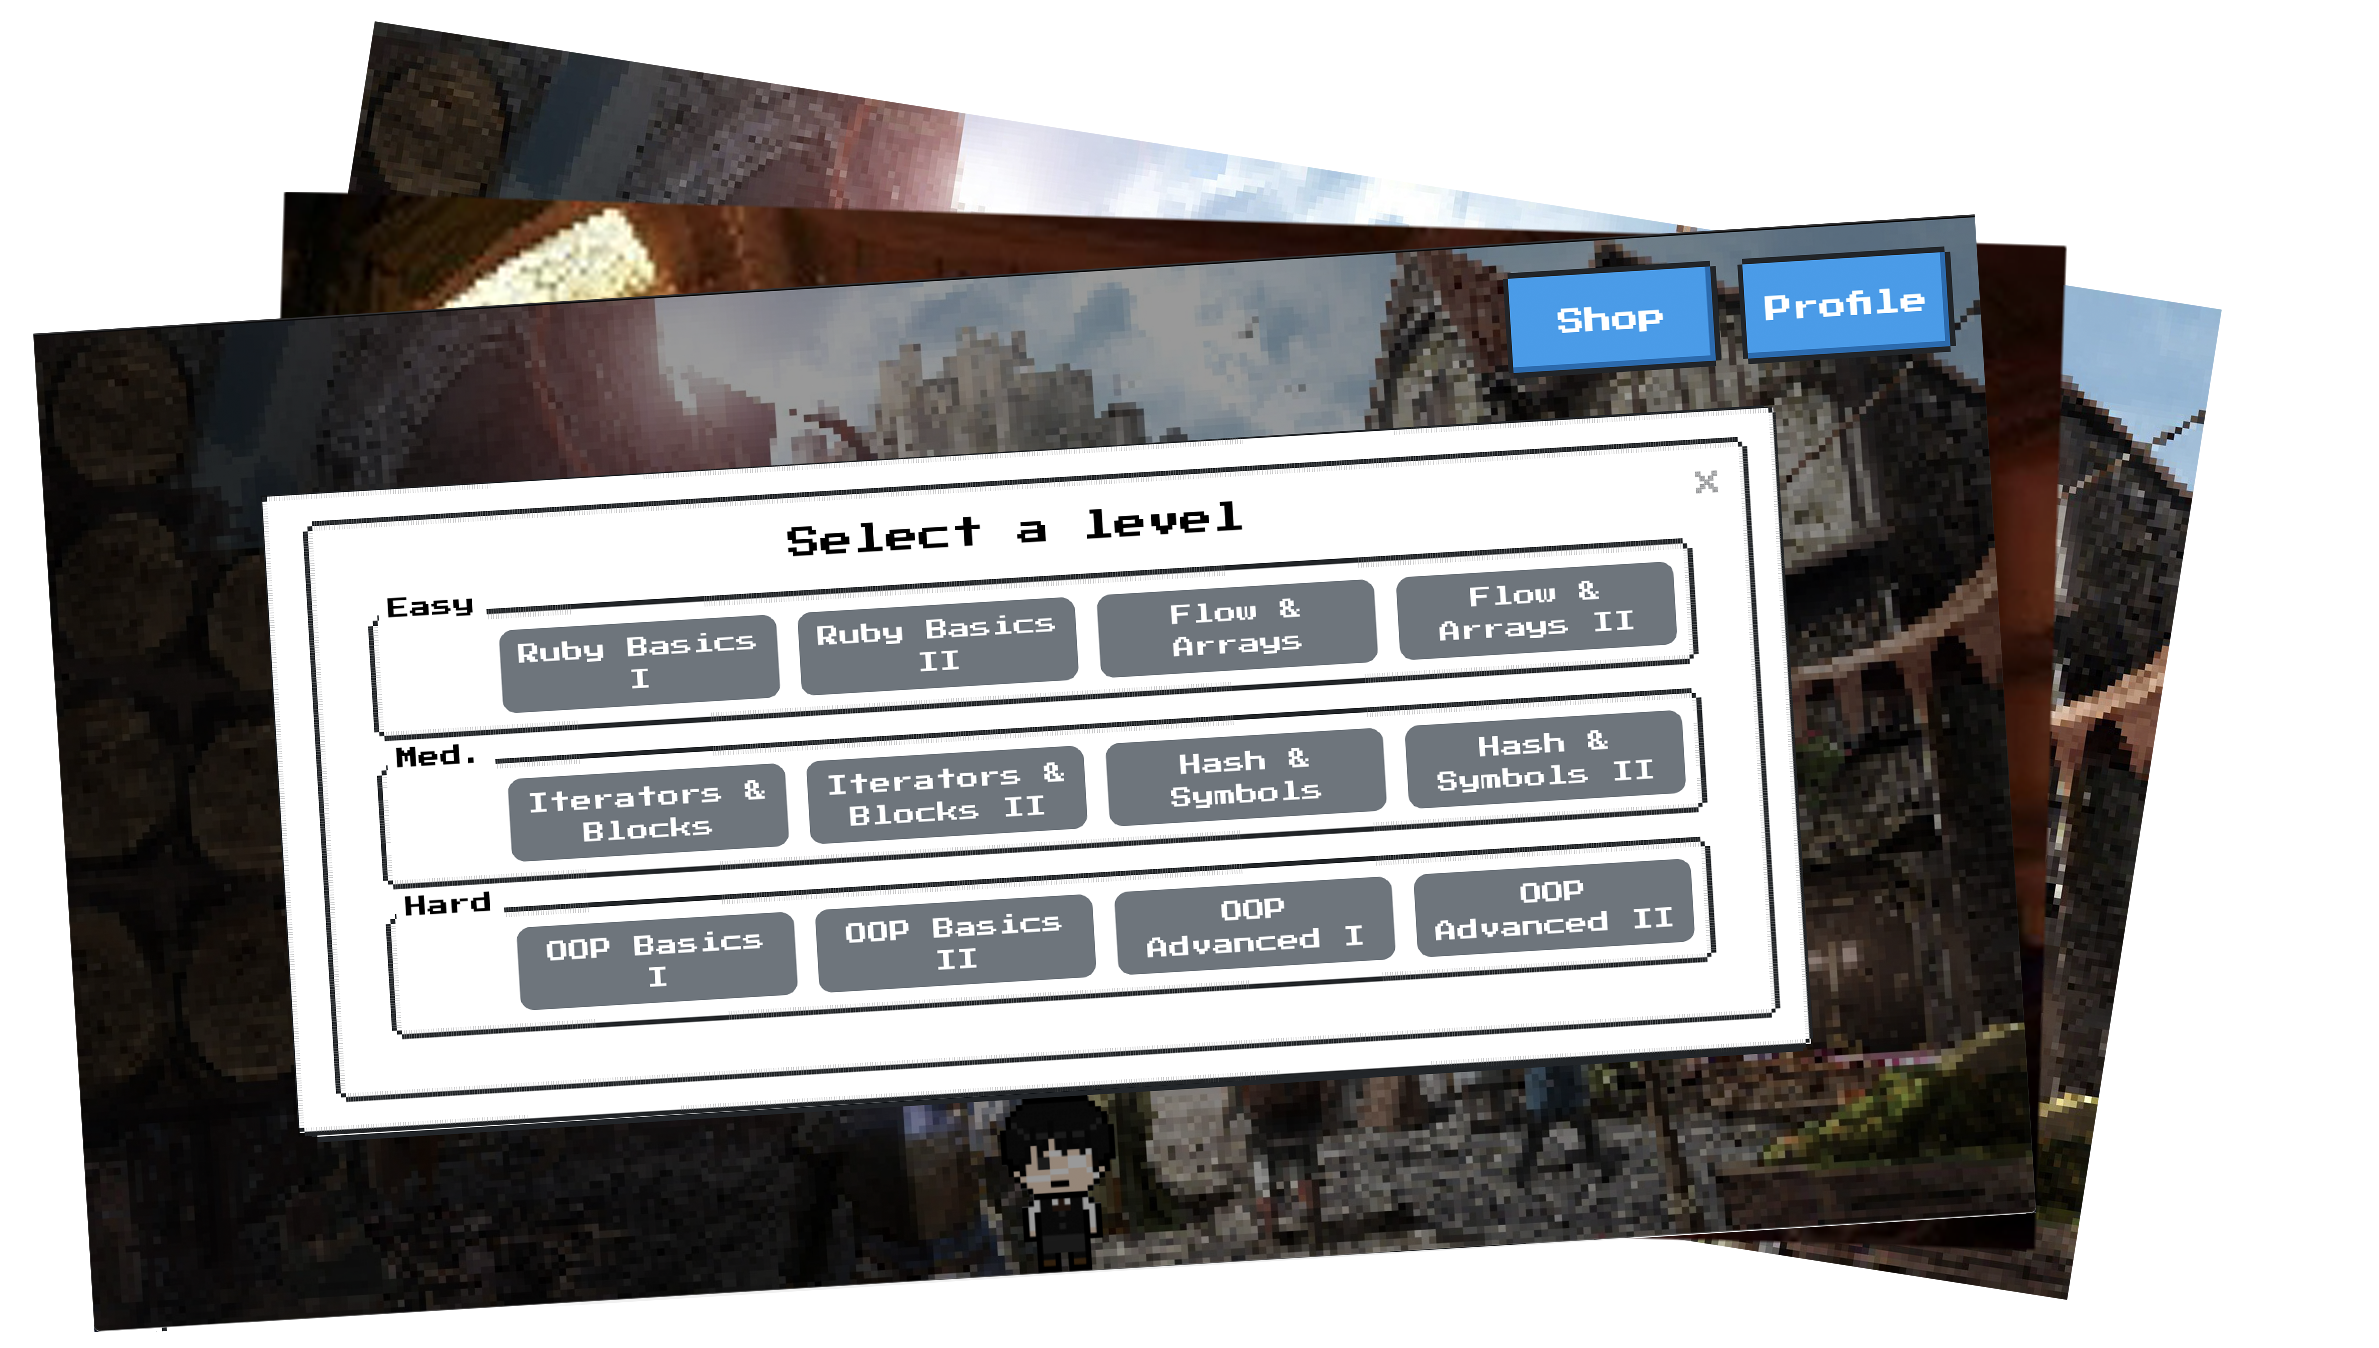 Shop
Profile
x
Select a level
Easy
Ruby Basics
I
Ruby Basics
II
Flow &
Arrays
Flow &
Arrays II
Med.
Iterators &
Blocks
Iterators &
Blocks II
Hash &
Symbols
Hash &
Symbols II
Hard
OOP Basics
I
OOP Basics
II
OOP
Advanced I
OOP
Advanced II